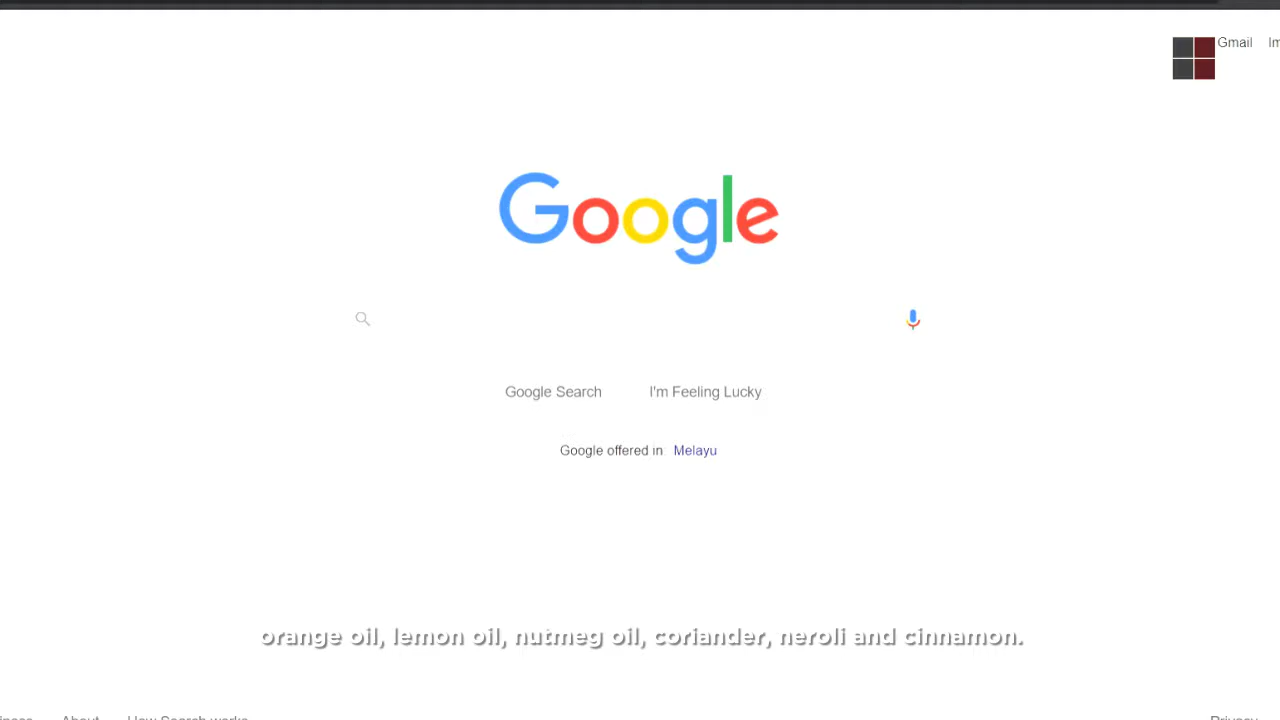 Gmail
Google
Google Search I'm Feeling Lucky
Google offered in Melayu
orange oil, lemon oil, nutmeg oil, coriander, neroli and cinnamon.
About How Search works Privacy